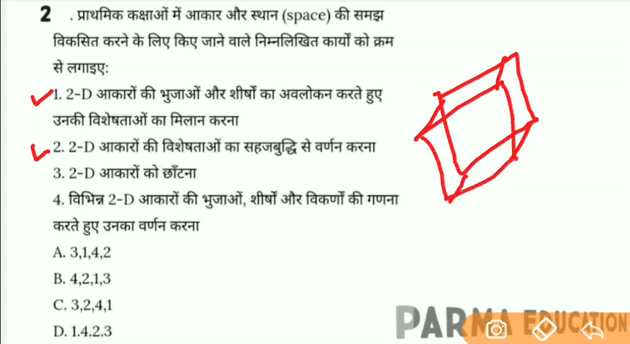 2 . प्राथमिक कक्षाओं में आकार और स्थान (space) की समझ
विकसित करने के लिए किए जाने वाले निम्नलिखित कार्यों को क्रम
से लगाइए:
1. 2-D आकारों की भुजाओं और शीर्षों का अवलोकन करते हुए
उनकी विशेषताओं का मिलान करना
2. 2-D आकारों की विशेषताओं का सहजबुद्धि से वर्णन करना
3. 2-D आकारों को छाँटना
4. विभिन्न 2-D आकारों की भुजाओं, शीर्षों और विकर्णों की गणना
करते हुए उनका वर्णन करना
A. 3,1,4,2
B. 4,2,1,3
C. 3,2,4,1
D. 1.4.2.3
PARMA EDUCATION